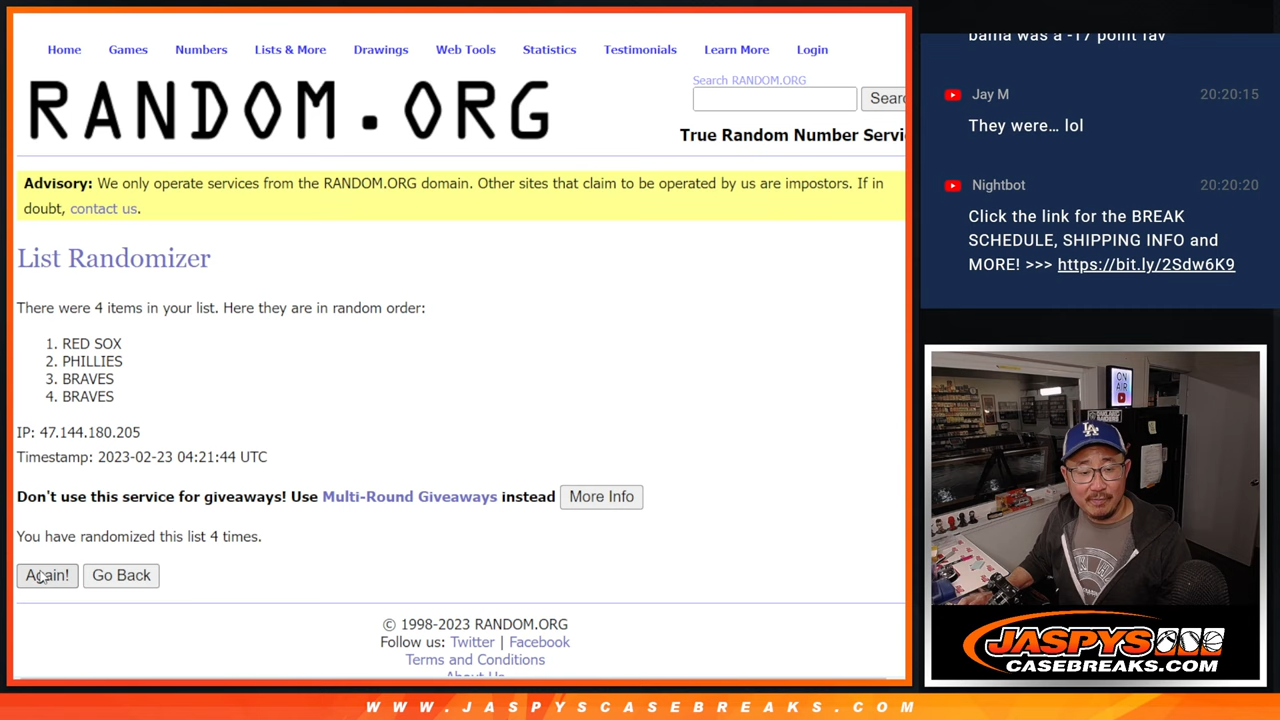 Home Games Numbers Lists & More Drawings Web Tools Statistics Testimonials Learn More Login
RANDOM.ORG
Search RANDOM.ORG
Searc
True Random Number Servi
Advisory: We only operate services from the RANDOM.ORG domain. Other sites that claim to be operated by us are impostors. If in
doubt, contact us.
List Randomizer
There were 4 items in your list. Here they are in random order:
1. RED SOX
2. PHILLIES
3. BRAVES
4. BRAVES
IP: 47.144.180.205
Timestamp: 2023-02-23 04:21:44 UTC
Don't use this service for giveaways! Use Multi-Round Giveaways instead More Info
You have randomized this list 4 times.
Again! Go Back
© 1998-2023 RANDOM.ORG
Follow us: Twitter | Facebook
Terms and Conditions
About Us
bama was a -17 point fav
Jay M 20:20:15
They were... lol
Nightbot 20:20:20
Click the link for the BREAK
SCHEDULE, SHIPPING INFO and
MORE! >>> https://bit.ly/2Sdw6K9
ON
AIR
LA
JASPYS
CASEBREAKS.COM
WWW.JASPYSCASEBREAKS.COM